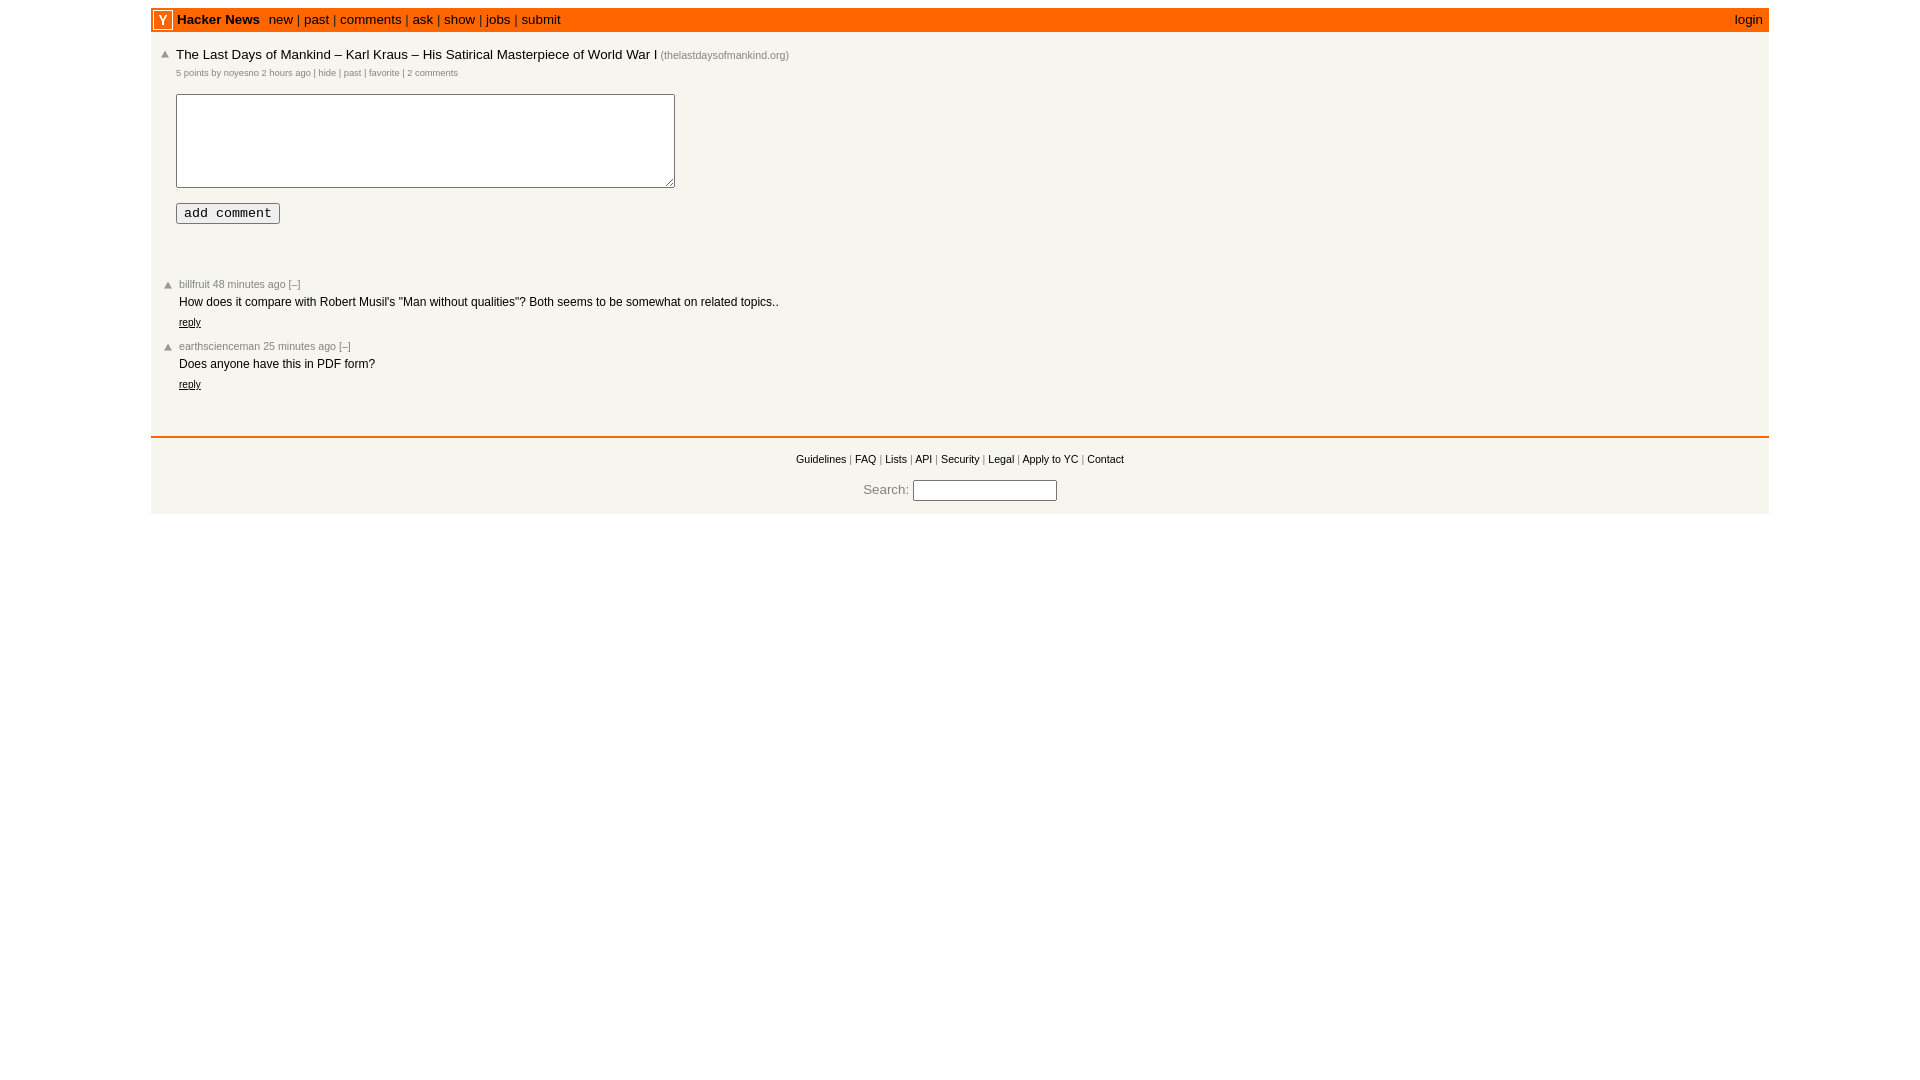 Y Hacker News new | past | comments | ask | show | jobs | submit login
The Last Days of Mankind – Karl Kraus – His Satirical Masterpiece of World War I (thelastdaysofmankind.org)
5 points by noyesno 2 hours ago | hide | past | favorite | 2 comments
add comment
billfruit 48 minutes ago [–]
How does it compare with Robert Musil's "Man without qualities"? Both seems to be somewhat on related topics..
reply
earthscienceman 25 minutes ago [–]
Does anyone have this in PDF form?
reply
Guidelines | FAQ | Lists | API | Security | Legal | Apply to YC | Contact
Search: